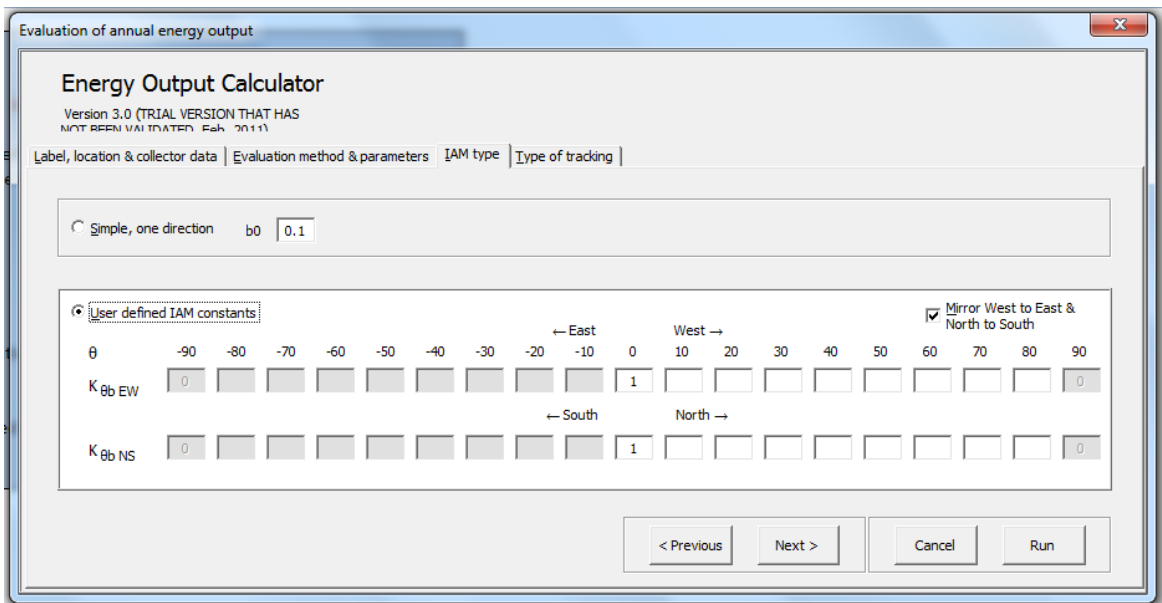 Evaluation of annual energy output
Energy Output Calculator
Version 3.0 (TRIAL VERSION THAT HAS
NOT BEEN VALIDATED, Feb. 2011)
Label, location & collector data Evaluation method & parameters IAM type Type of tracking
Simple, one direction b0 0.1
User defined IAM constants
Mirror West to East &
North to South
← East West →
θ -90 -80 -70 -60 -50 -40 -30 -20 -10 0 10 20 30 40 50 60 70 80 90
K θb EW 0 1 0
← South North →
K θb NS 0 1 0
< Previous Next > Cancel Run